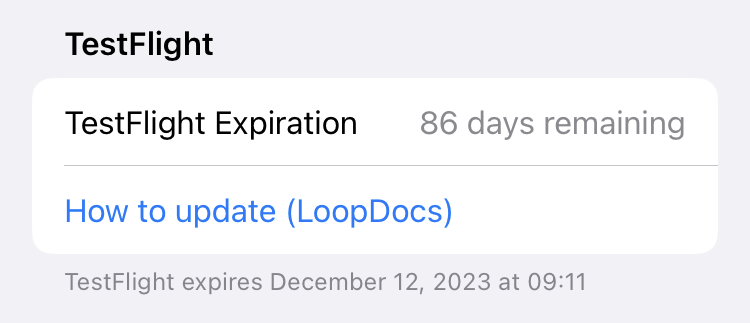 TestFlight
TestFlight Expiration 86 days remaining
How to update (LoopDocs)
TestFlight expires December 12, 2023 at 09:11